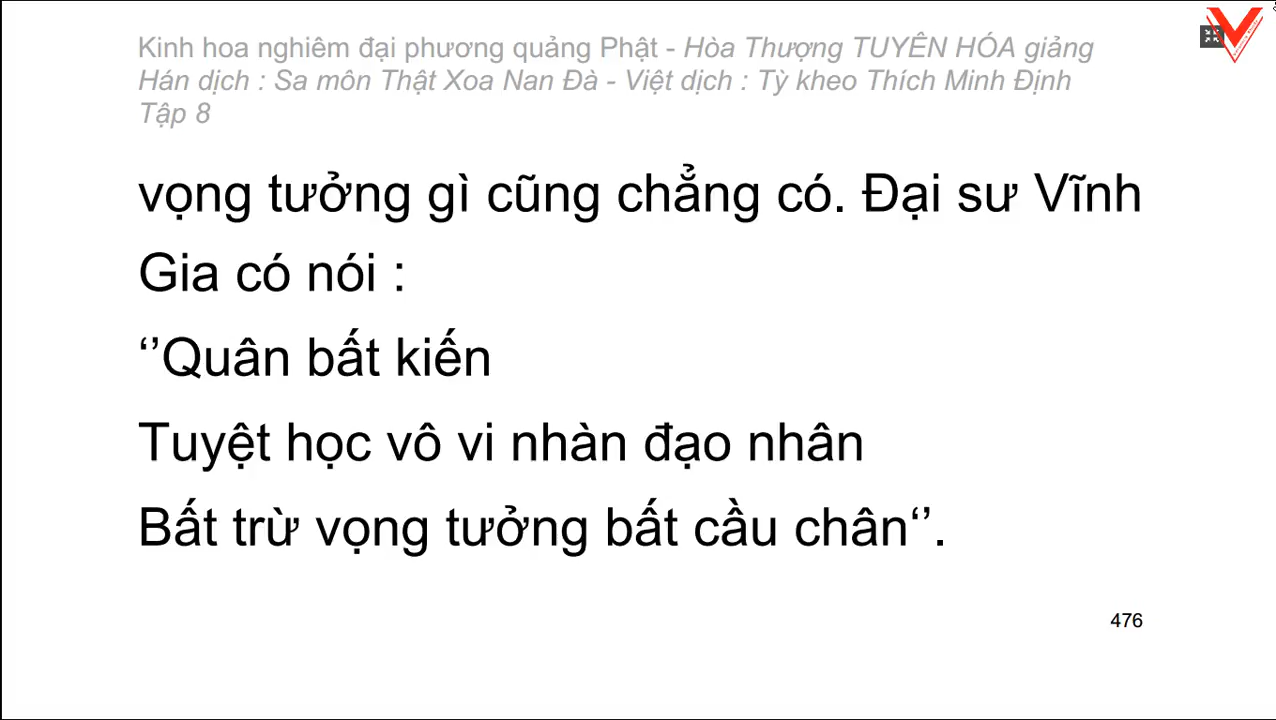 Kinh hoa nghiêm đại phương quảng Phật - Hòa Thượng TUYÊN HÓA giảng
Hán dịch : Sa môn Thật Xoa Nan Đà - Việt dịch : Tỳ kheo Thích Minh Định
Tập 8
vọng tưởng gì cũng chẳng có. Đại sư Vĩnh
Gia có nói :
‘’Quân bất kiến
Tuyệt học vô vi nhàn đạo nhân
Bất trừ vọng tưởng bất cầu chân‘’.
476